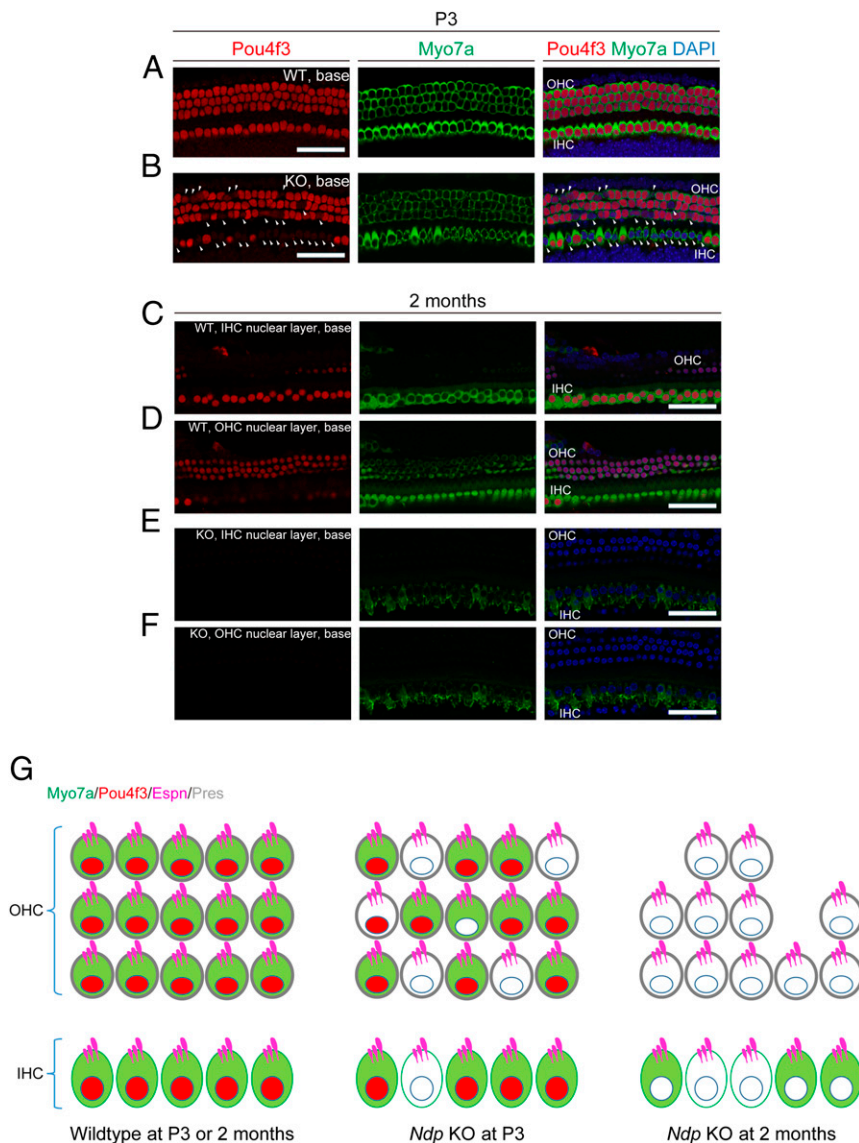 P3
Pou4f3 Myo7a Pou4f3 Myo7a DAPI
A
WT, base
OHC
IHC
B
KO, base
OHC
IHC
2 months
C
WT, IHC nuclear layer, base
OHC
IHC
D
WT, OHC nuclear layer, base
OHC
IHC
E
KO, IHC nuclear layer, base
OHC
IHC
F
KO, OHC nuclear layer, base
OHC
IHC
G
Myo7a/Pou4f3/Espn/Pres
OHC
IHC
Wildtype at P3 or 2 months Ndp KO at P3 Ndp KO at 2 months